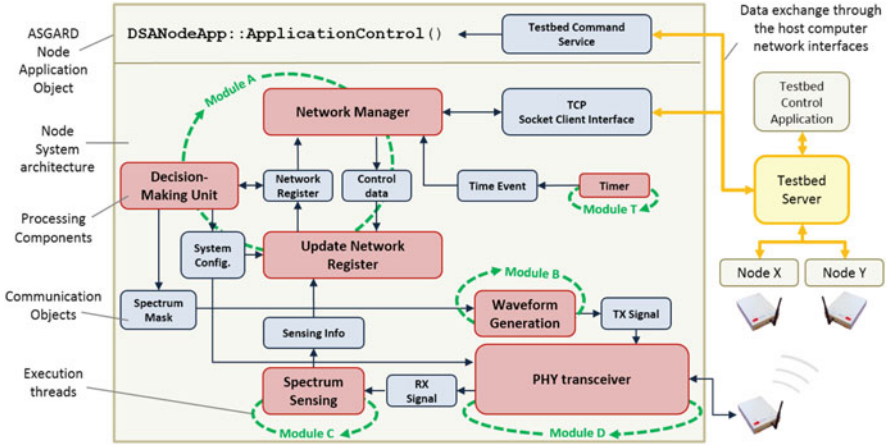 ASGARD
Node
Application
Object
DSANodeApp::ApplicationControl()
Testbed Command
Service
Data exchange through
the host computer
network interfaces
Module A
Network Manager
TCP
Socket Client Interface
Testbed
Control
Application
Node
System
architecture
Decision-
Making Unit
Network
Register
Control
data
Time Event
Timer
Module T
Testbed
Server
Processing
Components
System
Config.
Update Network
Register
Module B
Node X
Node Y
Communication
Objects
Spectrum
Mask
Sensing Info
Waveform
Generation
TX Signal
Execution
threads
Spectrum
Sensing
RX
Signal
PHY transceiver
Module C
Module D